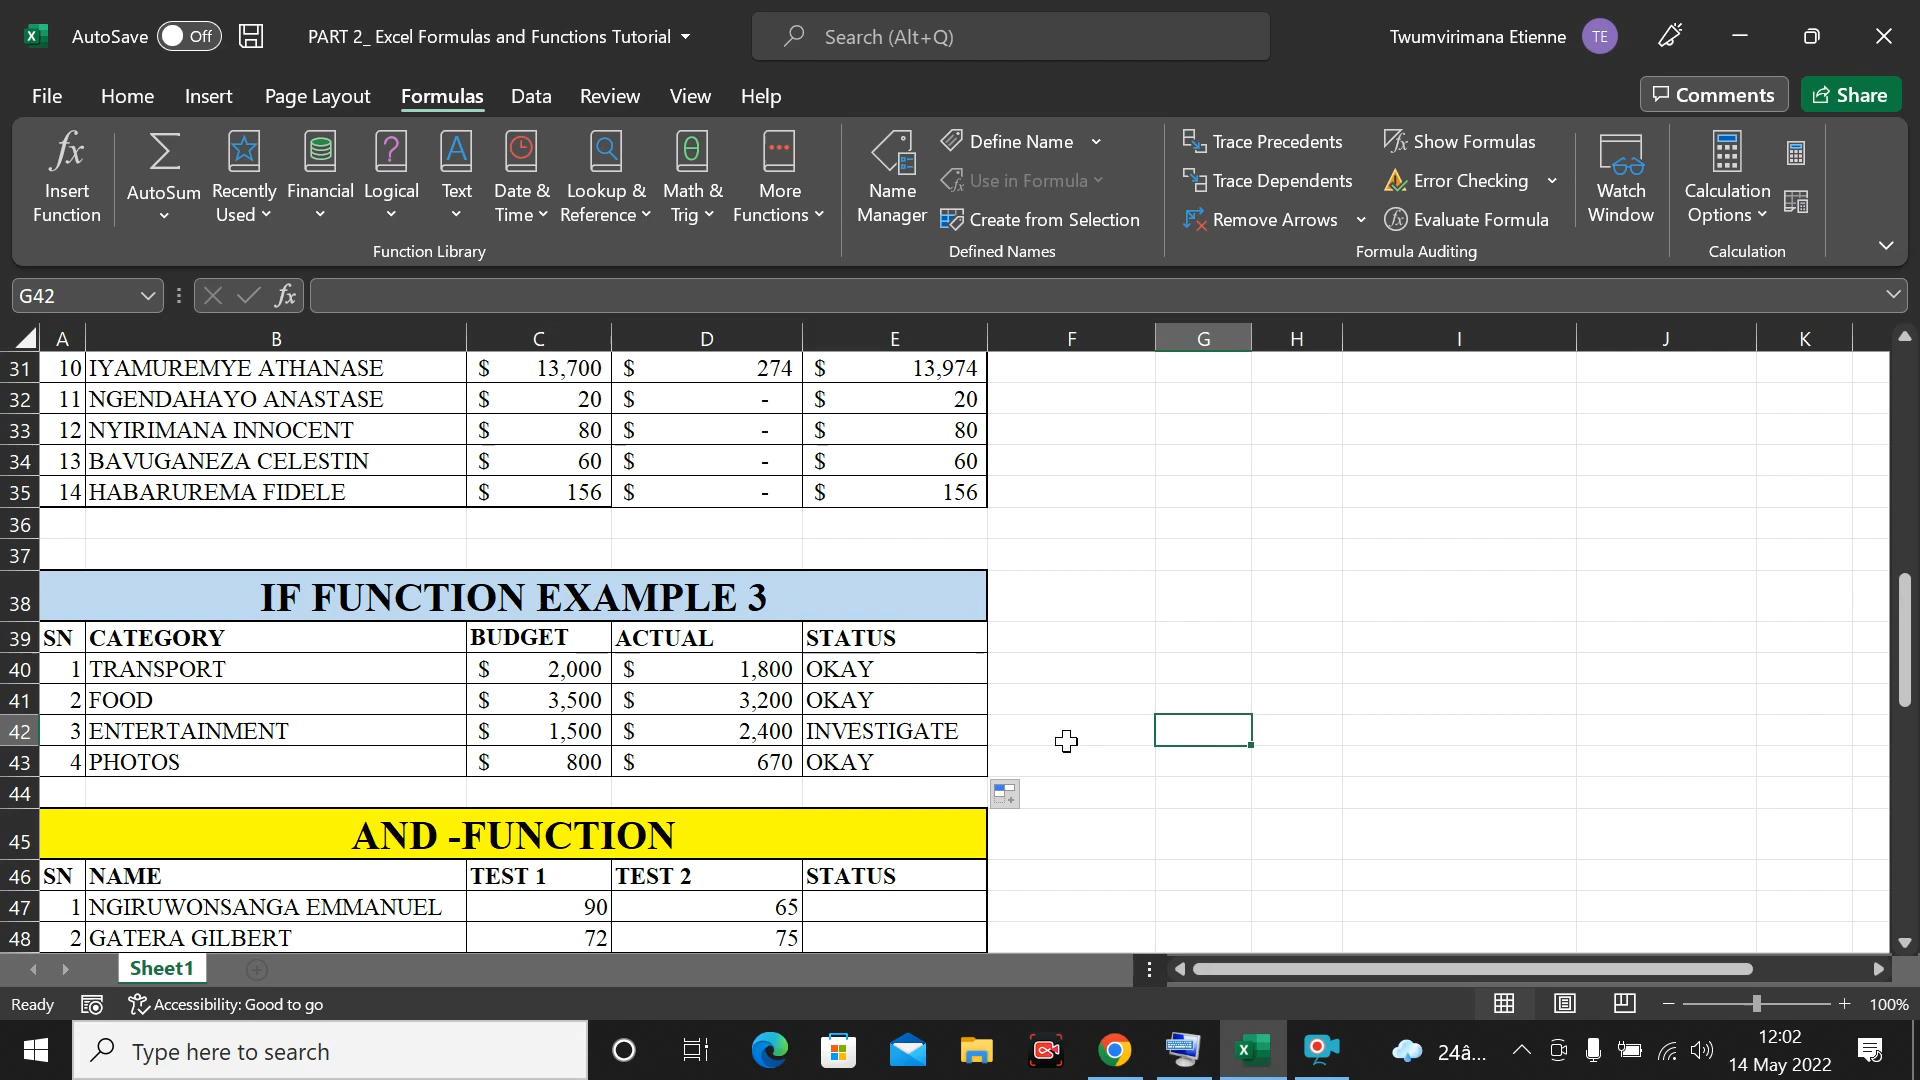 AutoSave Off PART 2_ Excel Formulas and Functions Tutorial Search (Alt+Q) Twumvirimana Etienne TE
File Home Insert Page Layout Formulas Data Review View Help Comments Share
Insert Function AutoSum Recently Used Financial Logical Text Date & Time Lookup & Reference Math & Trig More Functions
Function Library
Name Manager Define Name Use in Formula Create from Selection
Defined Names
Trace Precedents Show Formulas
Trace Dependents Error Checking
Remove Arrows Evaluate Formula
Formula Auditing
Watch Window Calculation Options
Calculation
G42 fx
A B C D E F G H I J K
31 10 IYAMUREMYE ATHANASE $ 13,700 $ 274 $ 13,974
32 11 NGENDAHAYO ANASTASE $ 20 $ - $ 20
33 12 NYIRIMANA INNOCENT $ 80 $ - $ 80
34 13 BAVUGANEZA CELESTIN $ 60 $ - $ 60
35 14 HABARUREMA FIDELE $ 156 $ - $ 156
36
37
38 IF FUNCTION EXAMPLE 3
39 SN CATEGORY BUDGET ACTUAL STATUS
40 1 TRANSPORT $ 2,000 $ 1,800 OKAY
41 2 FOOD $ 3,500 $ 3,200 OKAY
42 3 ENTERTAINMENT $ 1,500 $ 2,400 INVESTIGATE
43 4 PHOTOS $ 800 $ 670 OKAY
44
45 AND -FUNCTION
46 SN NAME TEST 1 TEST 2 STATUS
47 1 NGIRUWONSANGA EMMANUEL 90 65
48 2 GATERA GILBERT 72 75
Sheet1
Ready Accessibility: Good to go 100%
Type here to search 24â... 12:02
14 May 2022